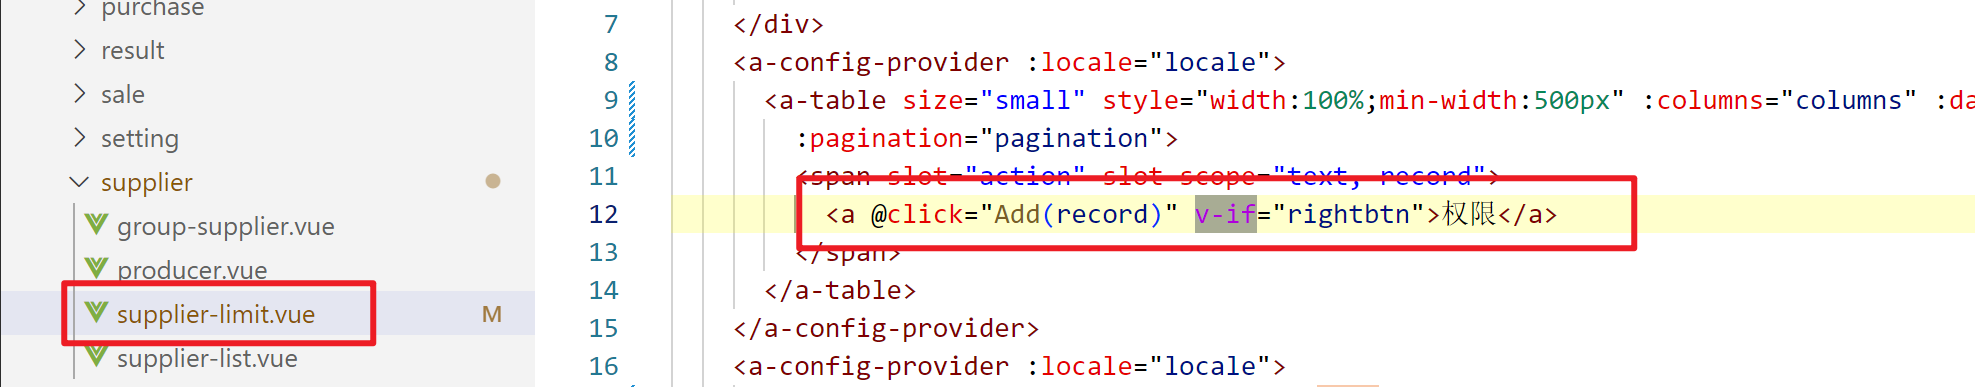 purchase
result
sale
setting
supplier
group-supplier.vue
producer.vue
supplier-limit.vue M
supplier-list.vue
7 </div>
8 <a-config-provider :locale="locale">
9 <a-table size="small" style="width:100%;min-width:500px" :columns="columns" :da
10 :pagination="pagination">
11 <span slot="action" slot-scope="text, record">
12 <a @click="Add(record)" v-if="rightbtn">权限</a>
13 </span>
14 </a-table>
15 </a-config-provider>
16 <a-config-provider :locale="locale">